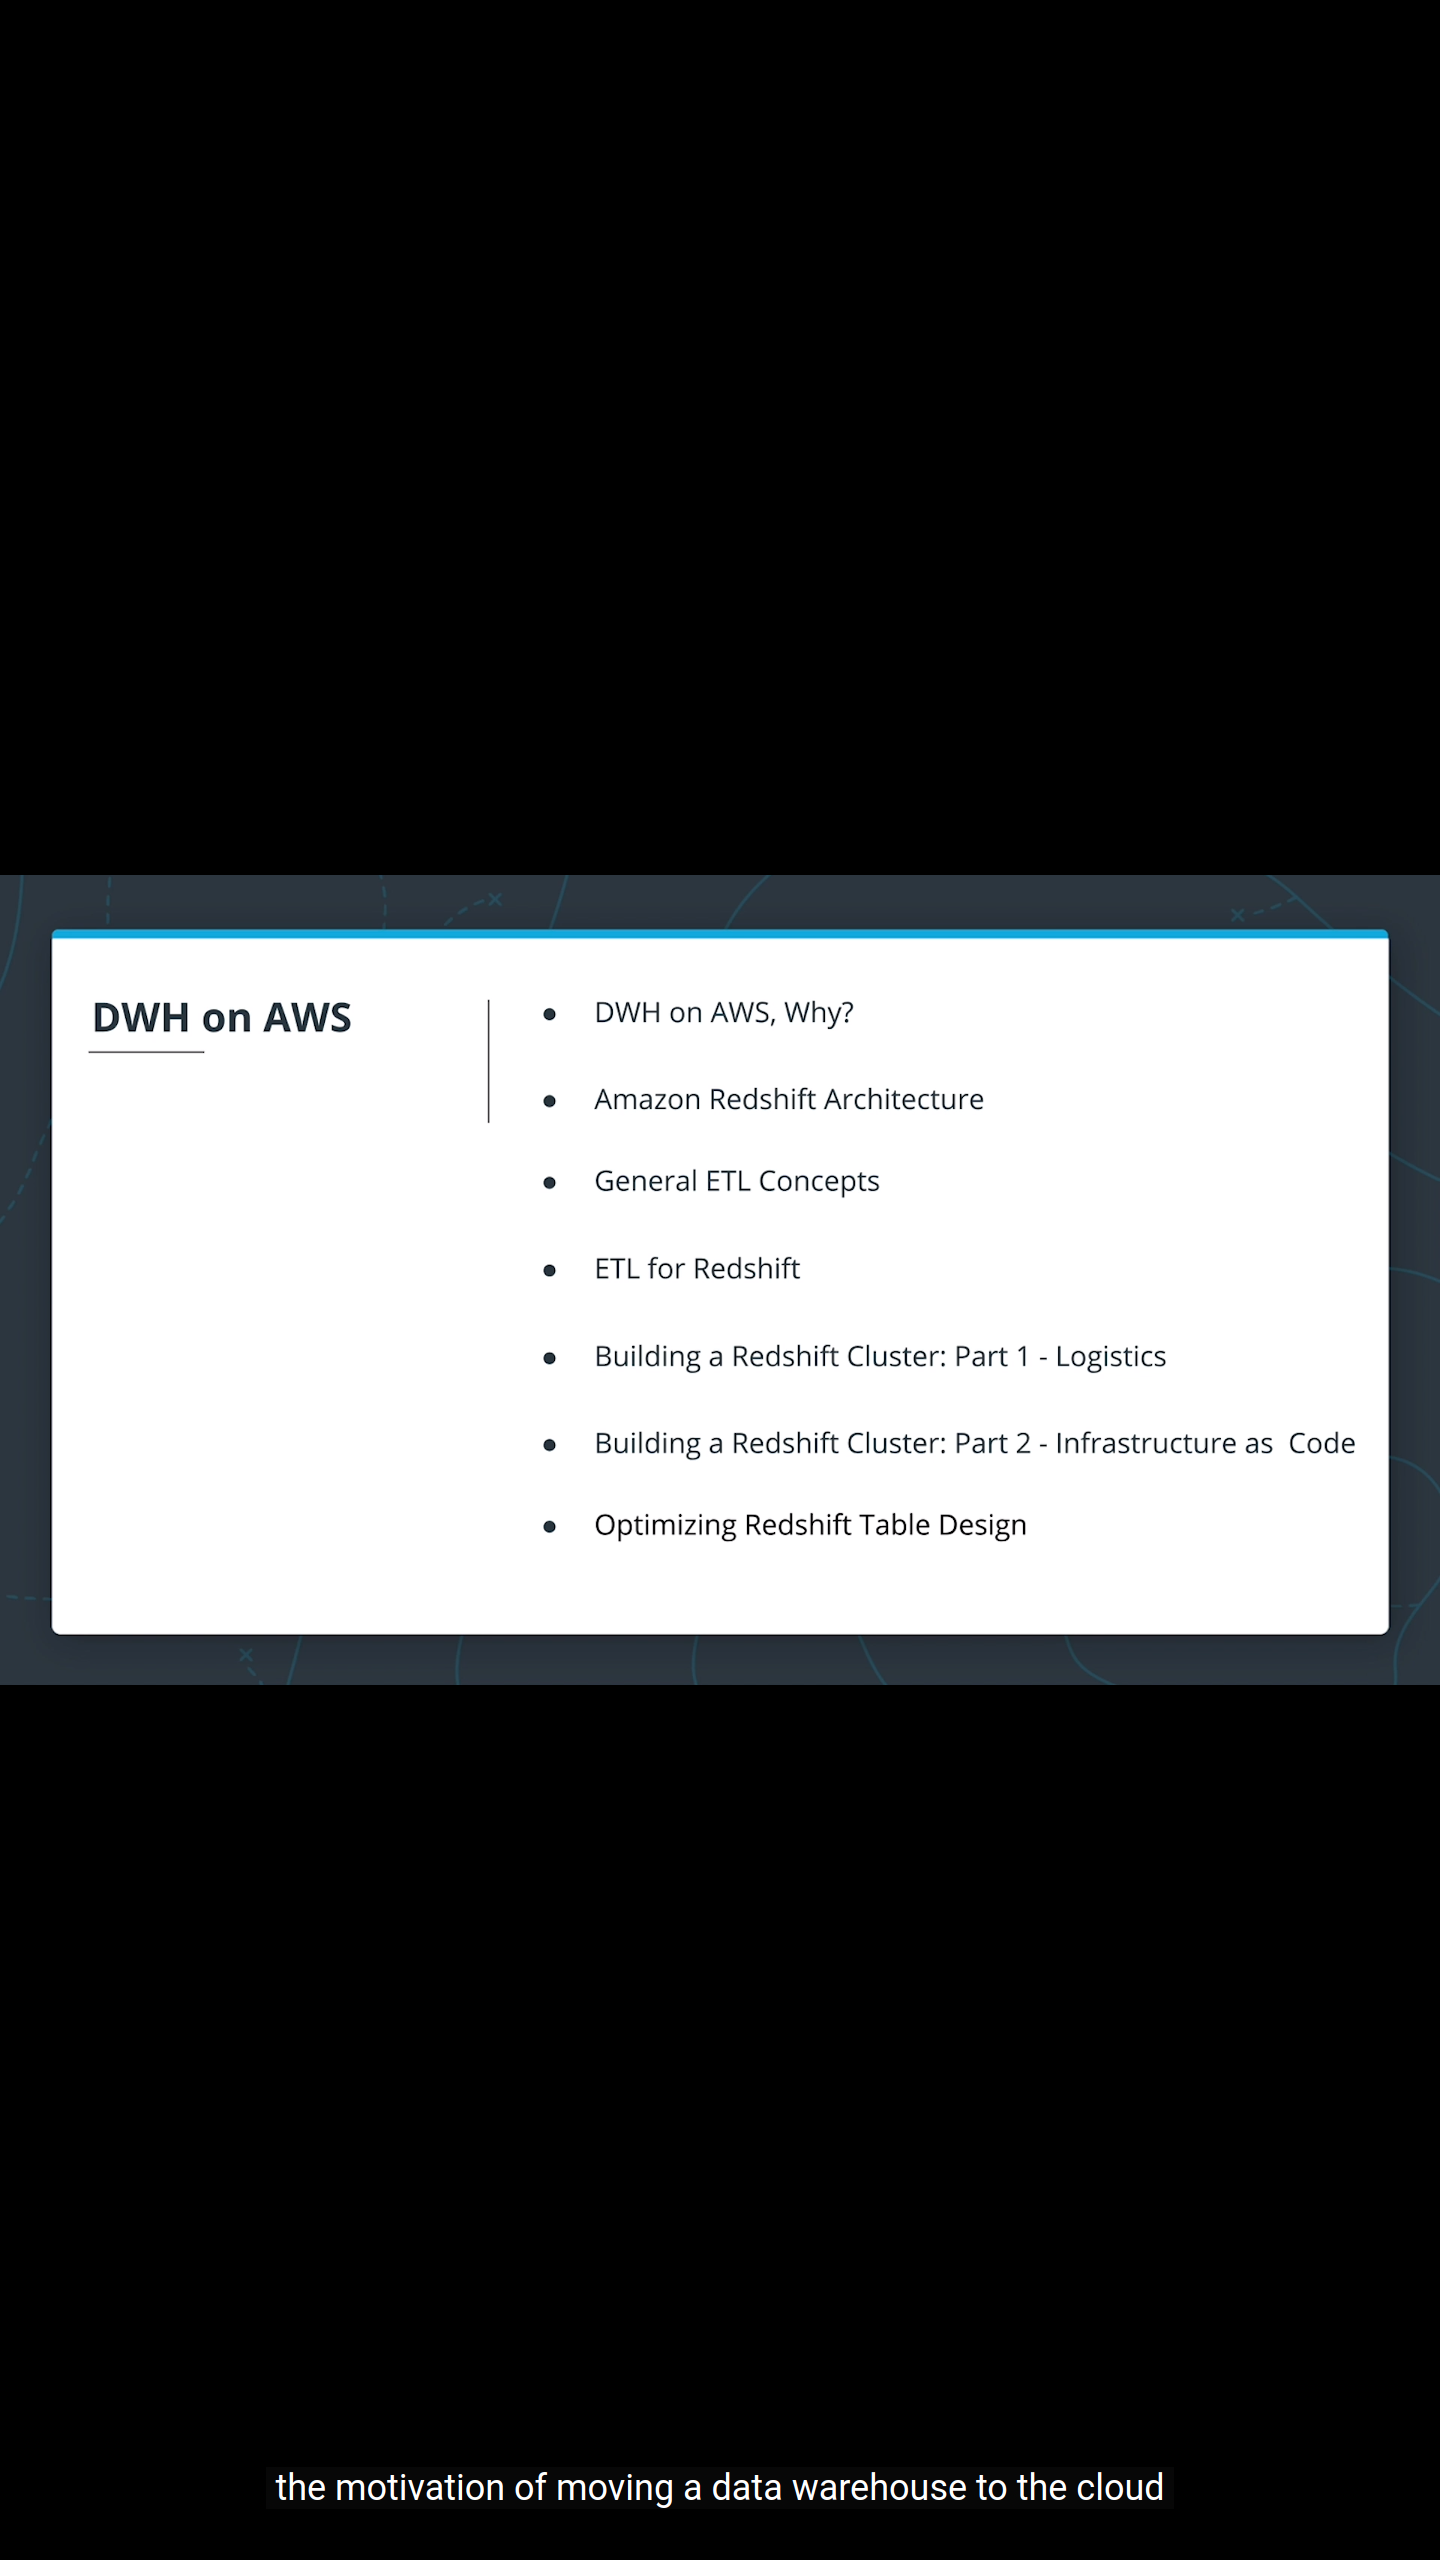 DWH on AWS
● DWH on AWS, Why?
● Amazon Redshift Architecture
● General ETL Concepts
● ETL for Redshift
● Building a Redshift Cluster: Part 1 - Logistics
● Building a Redshift Cluster: Part 2 - Infrastructure as  Code
● Optimizing Redshift Table Design
the motivation of moving a data warehouse to the cloud